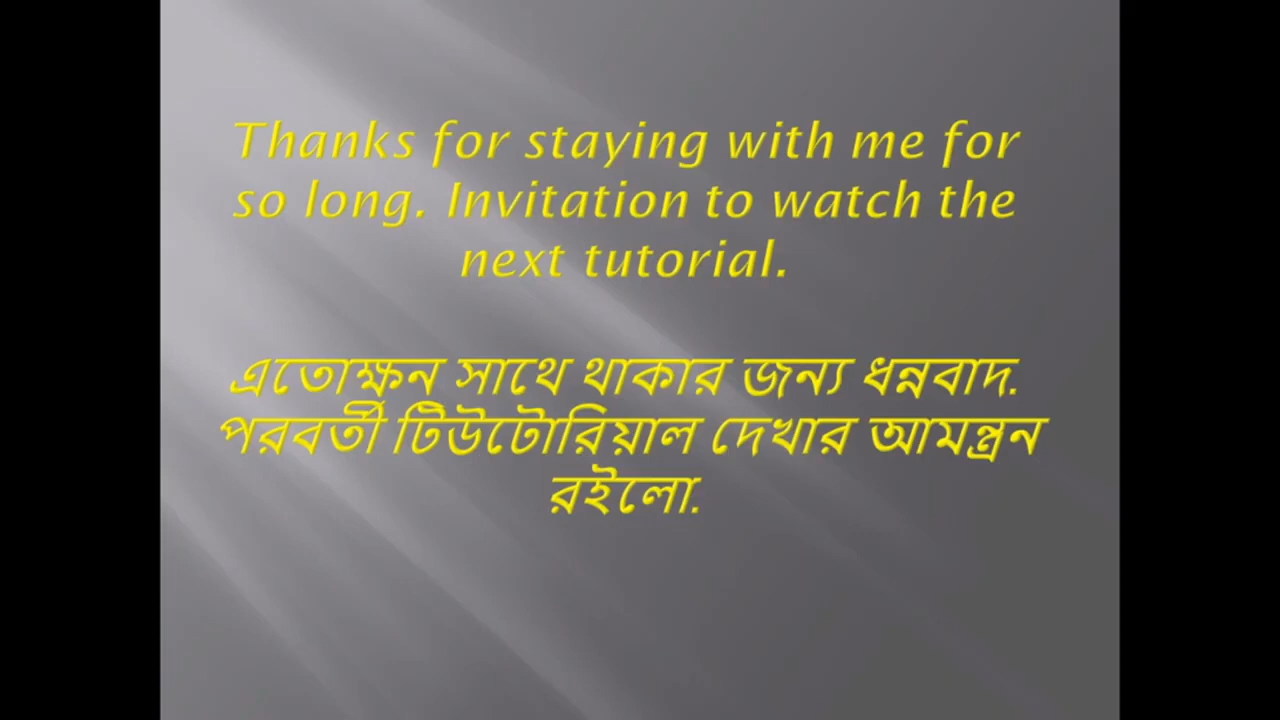 Thanks for staying with me for
so long. Invitation to watch the
next tutorial.
এতোক্ষন সাথে থাকার জন্য ধন্নবাদ.
পরবর্তী টিউটোরিয়াল দেখার আমন্ত্রন
রইলো.